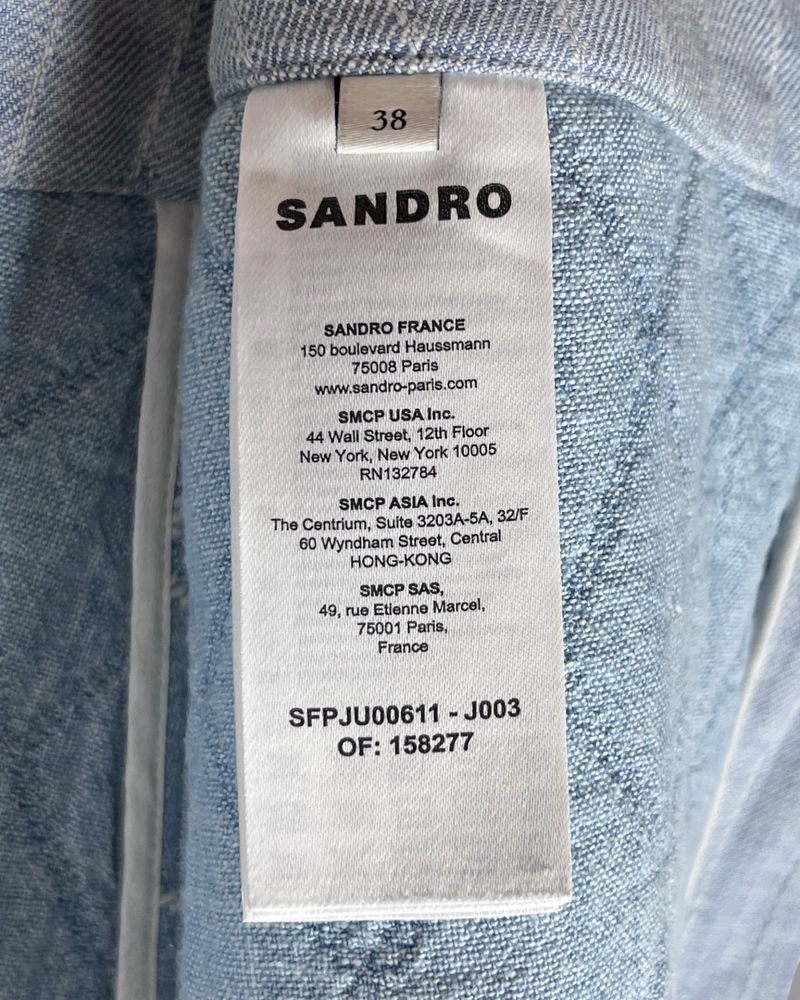 38
SANDRO
SANDRO FRANCE
150 boulevard Haussmann
75008 Paris
www.sandro-paris.com
SMCP USA Inc.
44 Wall Street, 12th Floor
New York, New York 10005
RN132784
SMCP ASIA Inc.
The Centrium, Suite 3203A-5A, 32/F
60 Wyndham Street, Central
HONG-KONG
SMCP SAS,
49, rue Etienne Marcel,
75001 Paris,
France
SFPJU00611 - J003
OF: 158277